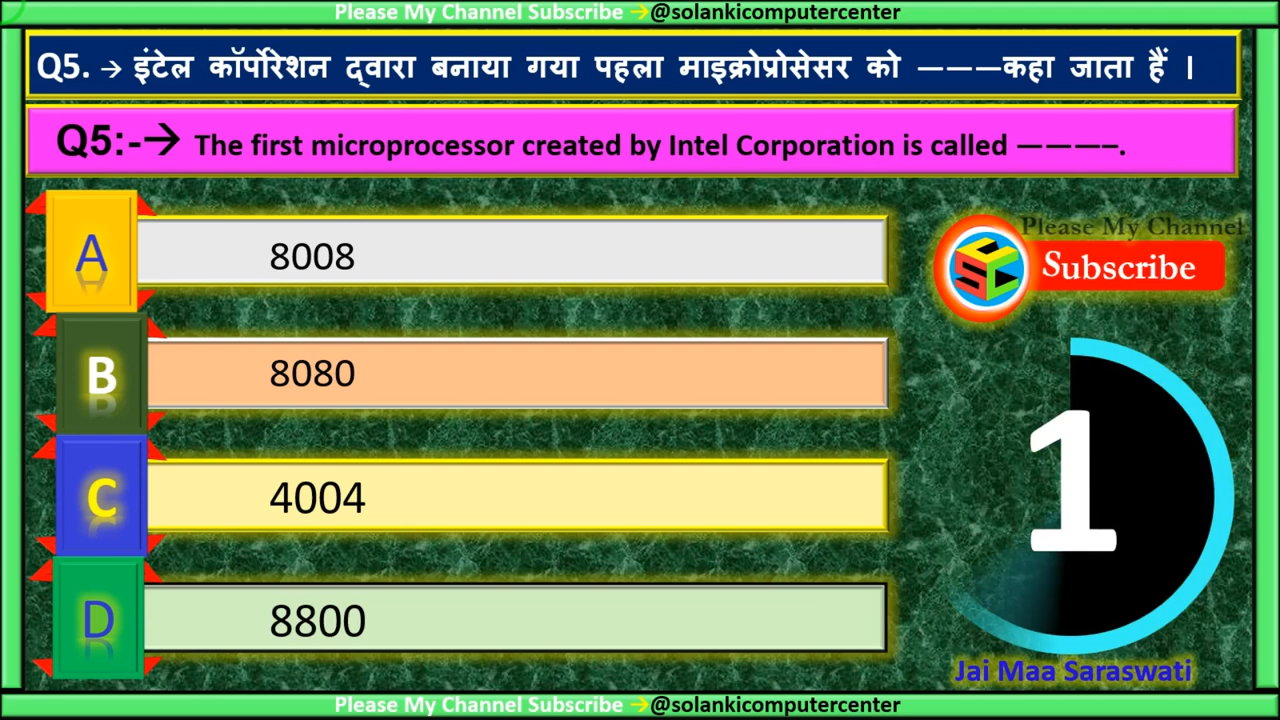 Please My Channel Subscribe →@solankicomputercenter
Q5. → इंटेल कॉर्पोरेशन द्वारा बनाया गया पहला माइक्रोप्रोसेसर को ———कहा जाता हैं ।
Q5:-→ The first microprocessor created by Intel Corporation is called ————.
A 8008
Please My Channel
Subscribe
B 8080
C 4004
1
D 8800
Jai Maa Saraswati
Please My Channel Subscribe →@solankicomputercenter